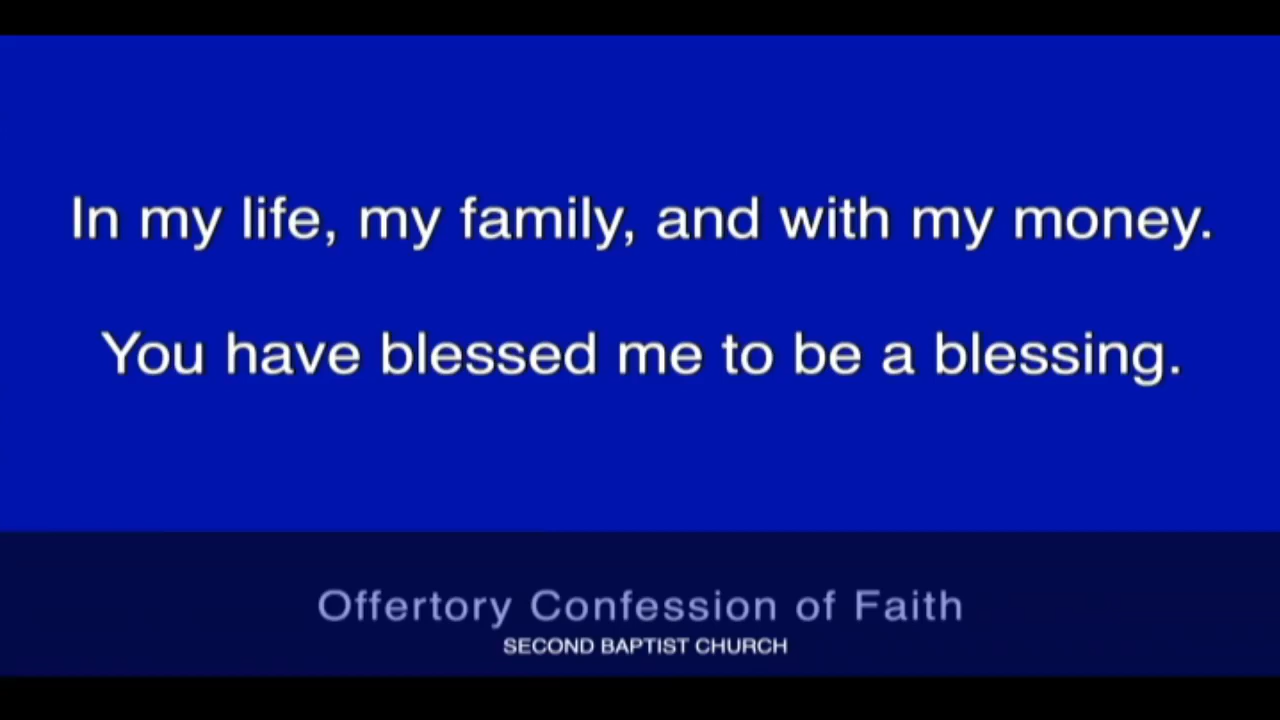 In my life, my family, and with my money.
You have blessed me to be a blessing.
Offertory Confession of Faith
SECOND BAPTIST CHURCH